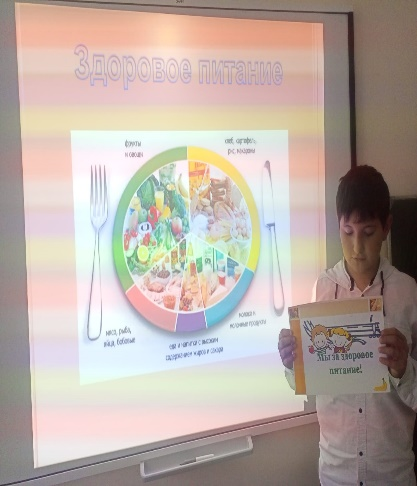 Здоровое питание
фрукты
и овощи
хлеб, картофель,
рис, макароны
мясо, рыба,
яйца, бобовые
еда и напитки с высоким
содержанием жиров и сахара
молоко и
молочные продукты
Мы за здоровое
питание!